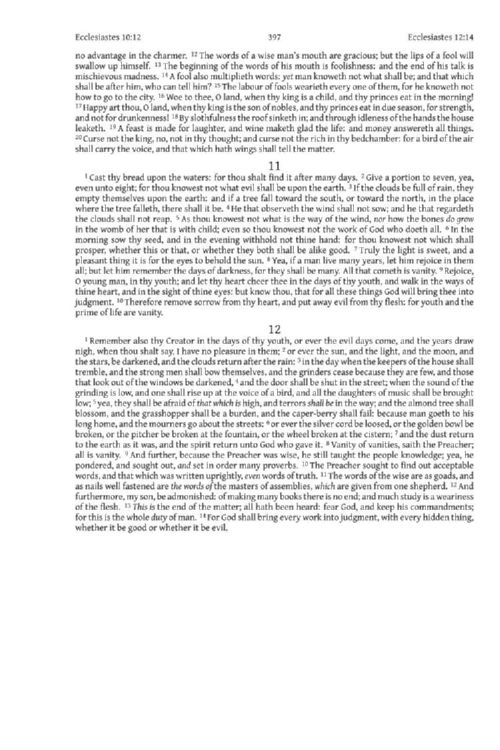 Ecclesiastes 10:12 397 Ecclesiastes 12:14
no advantage in the charmer. 12 The words of a wise man's mouth are gracious; but the lips of a fool will
swallow up himself. 13 The beginning of the words of his mouth is foolishness: and the end of his talk is
mischievous madness. 14 A fool also multiplieth words: yet man knoweth not what shall be; and that which
shall be after him, who can tell him? 15 The labour of fools wearieth every one of them, for he knoweth not
how to go to the city. 16 Woe to thee, O land, when thy king is a child, and thy princes eat in the morning!
17 Happy art thou, O land, when thy king is the son of nobles, and thy princes eat in due season, for strength,
and not for drunkenness! 18 By slothfulness the roof sinketh in; and through idleness of the hands the house
leaketh. 19 A feast is made for laughter, and wine maketh glad the life: and money answereth all things.
20 Curse not the king, no, not in thy thought; and curse not the rich in thy bedchamber: for a bird of the air
shall carry the voice, and that which hath wings shall tell the matter.
11
1 Cast thy bread upon the waters: for thou shalt find it after many days. 2 Give a portion to seven, yea,
even unto eight; for thou knowest not what evil shall be upon the earth. 3 If the clouds be full of rain, they
empty themselves upon the earth: and if a tree fall toward the south, or toward the north, in the place
where the tree falleth, there shall it be. 4 He that observeth the wind shall not sow; and he that regardeth
the clouds shall not reap. 5 As thou knowest not what is the way of the wind, nor how the bones do grow
in the womb of her that is with child; even so thou knowest not the work of God who doeth all. 6 In the
morning sow thy seed, and in the evening withhold not thine hand: for thou knowest not which shall
prosper, whether this or that, or whether they both shall be alike good. 7 Truly the light is sweet, and a
pleasant thing it is for the eyes to behold the sun. 8 Yea, if a man live many years, let him rejoice in them
all; but let him remember the days of darkness, for they shall be many. All that cometh is vanity. 9 Rejoice,
O young man, in thy youth; and let thy heart cheer thee in the days of thy youth, and walk in the ways of
thine heart, and in the sight of thine eyes: but know thou, that for all these things God will bring thee into
judgment. 10 Therefore remove sorrow from thy heart, and put away evil from thy flesh: for youth and the
prime of life are vanity.
12
1 Remember also thy Creator in the days of thy youth, or ever the evil days come, and the years draw
nigh, when thou shalt say, I have no pleasure in them; 2 or ever the sun, and the light, and the moon, and
the stars, be darkened, and the clouds return after the rain: 3 in the day when the keepers of the house shall
tremble, and the strong men shall bow themselves, and the grinders cease because they are few, and those
that look out of the windows be darkened, 4 and the door shall be shut in the street; when the sound of the
grinding is low, and one shall rise up at the voice of a bird, and all the daughters of music shall be brought
low; 5 yea, they shall be afraid of that which is high, and terrors shall be in the way; and the almond tree shall
blossom, and the grasshopper shall be a burden, and the caper-berry shall fail: because man goeth to his
long home, and the mourners go about the streets: 6 or ever the silver cord be loosed, or the golden bowl be
broken, or the pitcher be broken at the fountain, or the wheel broken at the cistern; 7 and the dust return
to the earth as it was, and the spirit return unto God who gave it. 8 Vanity of vanities, saith the Preacher;
all is vanity. 9 And further, because the Preacher was wise, he still taught the people knowledge; yea, he
pondered, and sought out, and set in order many proverbs. 10 The Preacher sought to find out acceptable
words, and that which was written uprightly, even words of truth. 11 The words of the wise are as goads, and
as nails well fastened are the words of the masters of assemblies, which are given from one shepherd. 12 And
furthermore, my son, be admonished: of making many books there is no end; and much study is a weariness
of the flesh. 13 This is the end of the matter; all hath been heard: fear God, and keep his commandments;
for this is the whole duty of man. 14 For God shall bring every work into judgment, with every hidden thing,
whether it be good or whether it be evil.